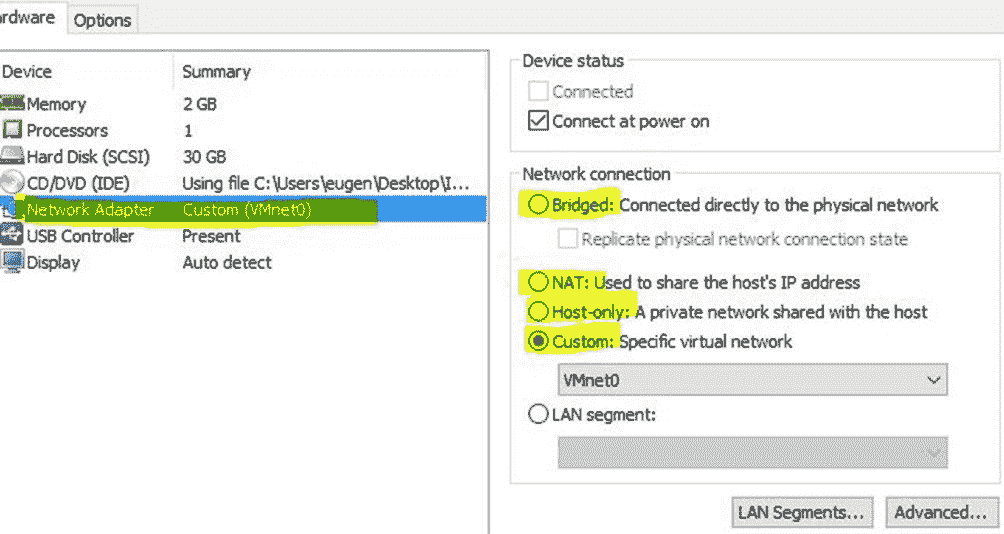 ardware Options
Device Summary
Memory 2 GB
Processors 1
Hard Disk (SCSI) 30 GB
CD/DVD (IDE) Using file C:\Users\eugen\Desktop\I...
Network Adapter Custom (VMnet0)
USB Controller Present
Display Auto detect
Device status
Connected
Connect at power on
Network connection
Bridged: Connected directly to the physical network
Replicate physical network connection state
NAT: Used to share the host's IP address
Host-only: A private network shared with the host
Custom: Specific virtual network
VMnet0
LAN segment:
LAN Segments... Advanced...